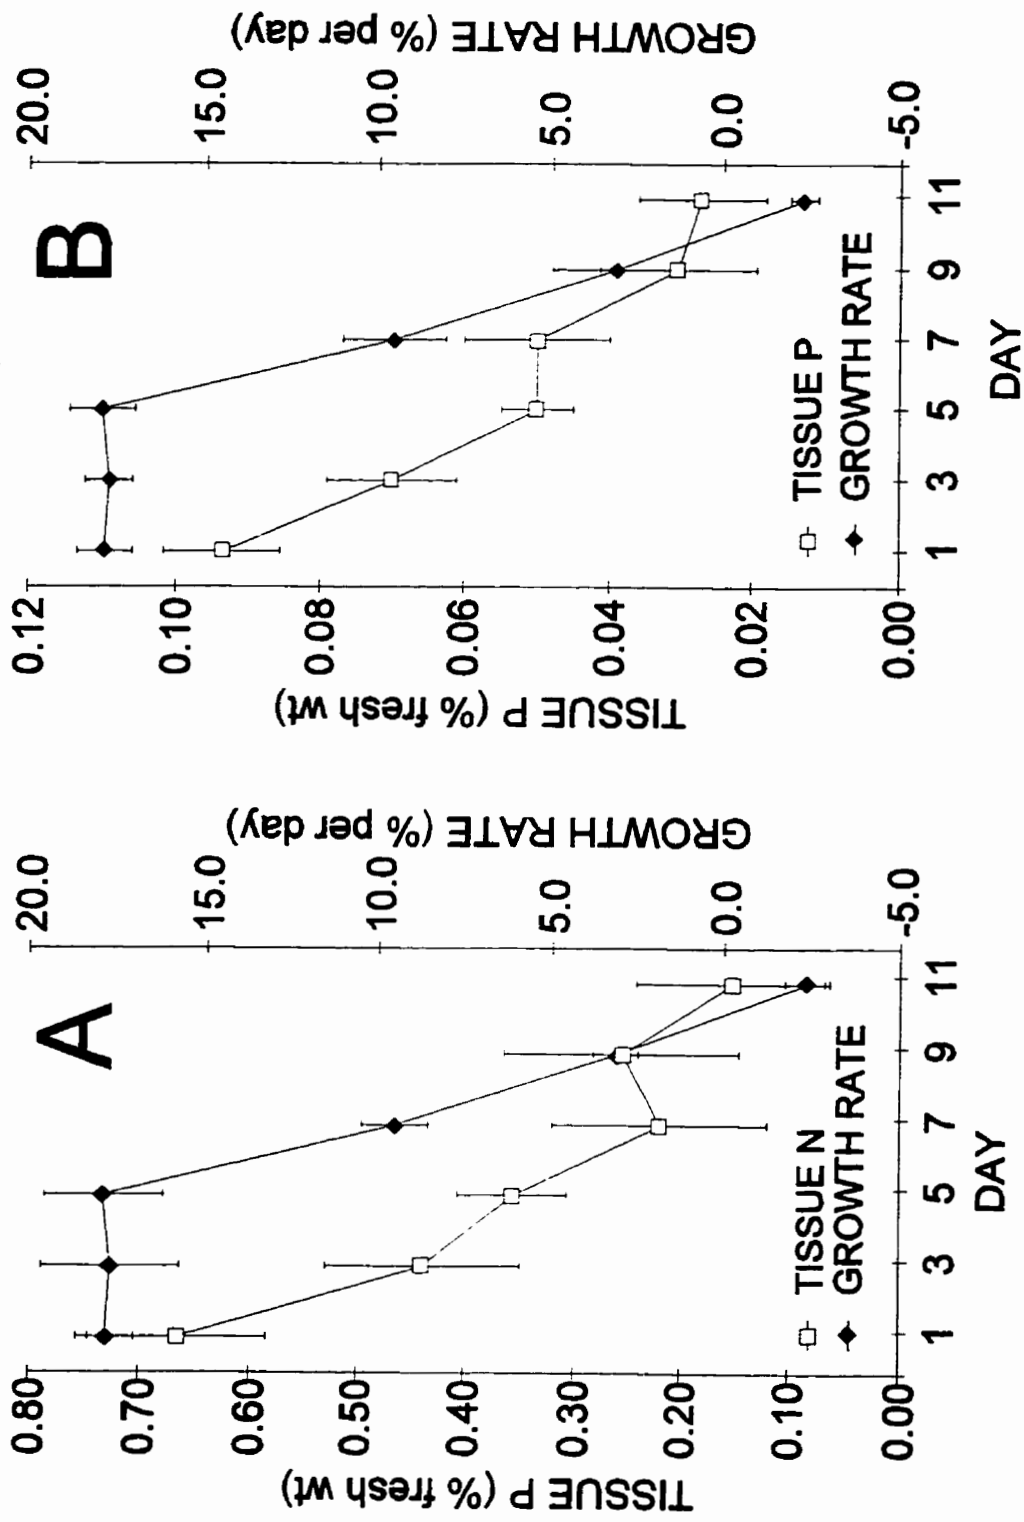 A
TISSUE P (% fresh wt)
0.80
0.70
0.60
0.50
0.40
0.30
0.20
0.10
0.00
GROWTH RATE (% per day)
20.0
15.0
10.0
5.0
0.0
-5.0
TISSUE N
GROWTH RATE
1 3 5 7 9 11
DAY
B
TISSUE P (% fresh wt)
0.12
0.10
0.08
0.06
0.04
0.02
0.00
GROWTH RATE (% per day)
20.0
15.0
10.0
5.0
0.0
-5.0
TISSUE P
GROWTH RATE
1 3 5 7 9 11
DAY